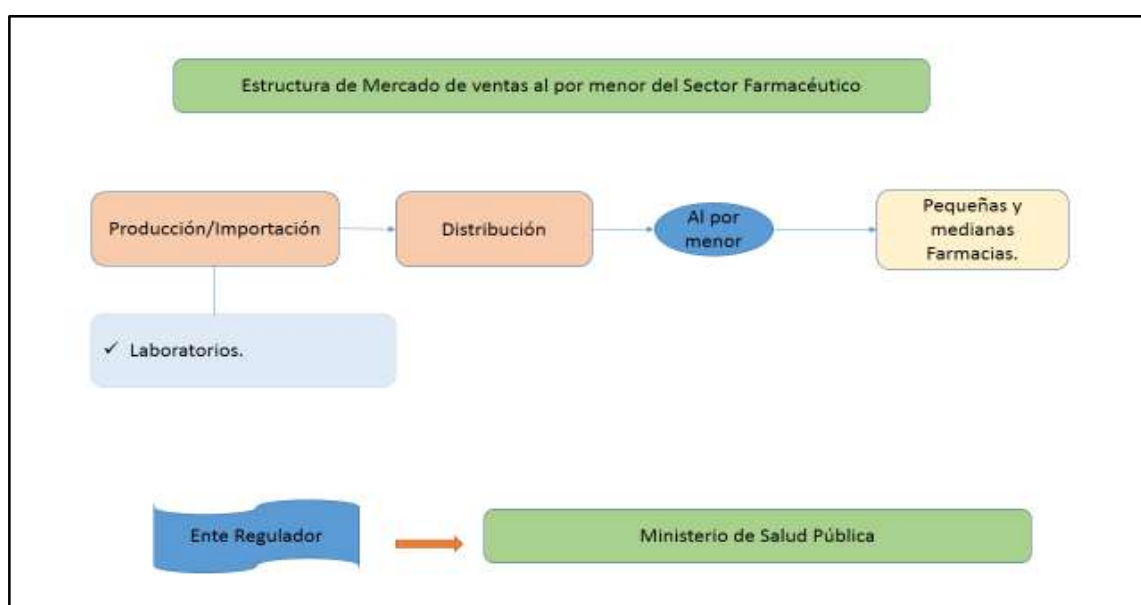 Estructura de Mercado de ventas al por menor del Sector Farmacéutico
Producción/Importación
Distribución
Al por
menor
Pequeñas y
medianas
Farmacias.
✓ Laboratorios.
Ente Regulador
Ministerio de Salud Pública